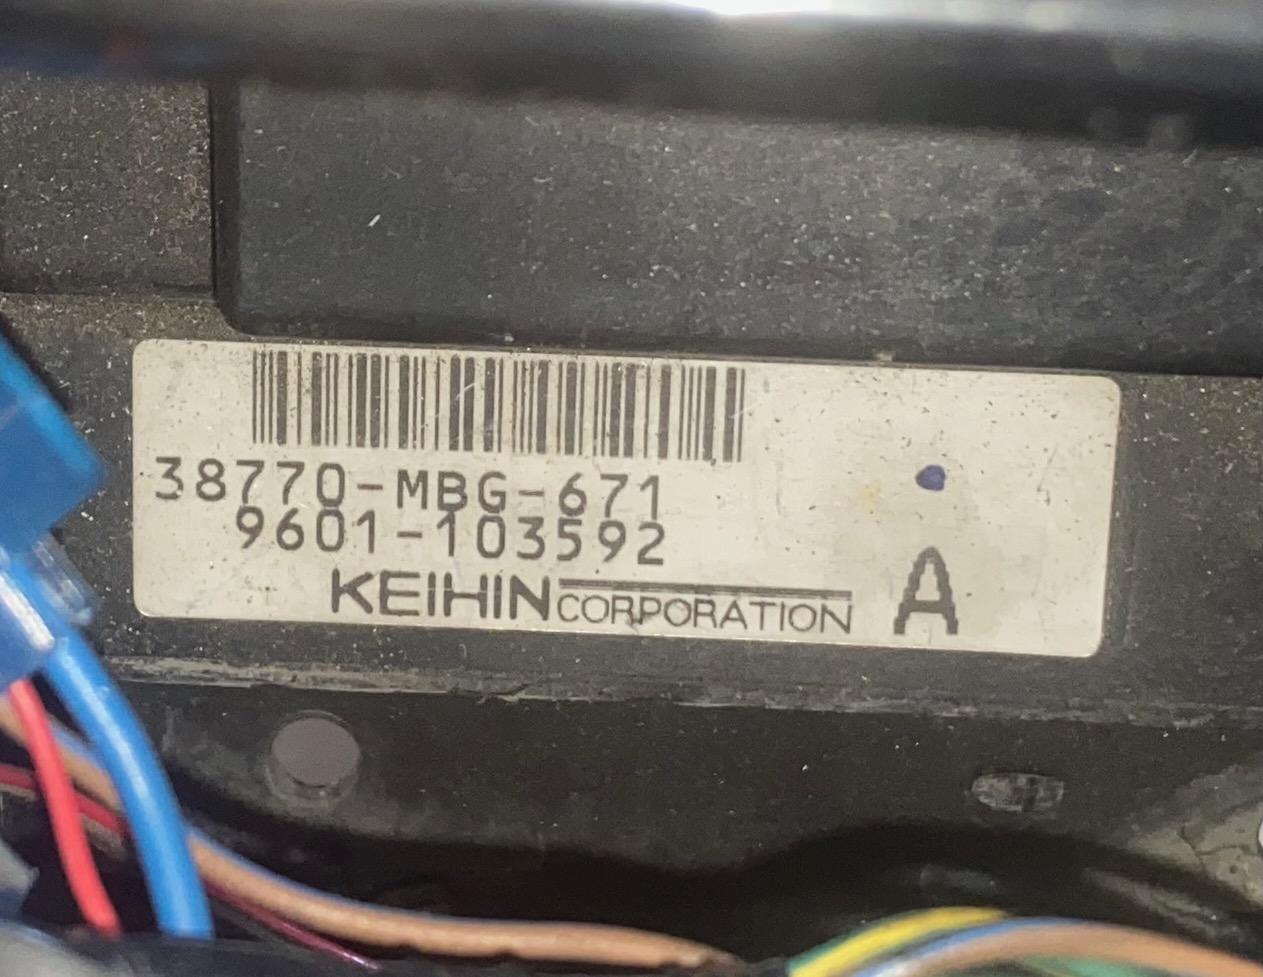 38770-MBG-671
9601-103592
KEIHIN CORPORATION
A